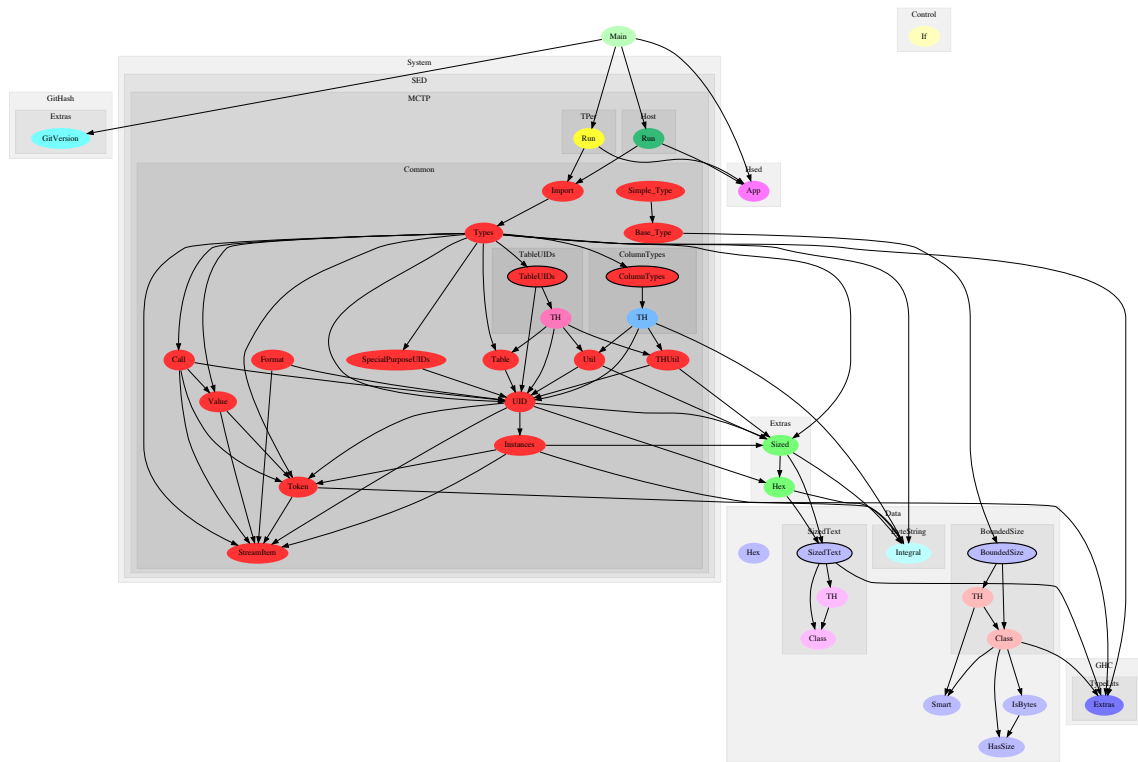 Control
If
Main
System
SED
MCTP
GitHash
Extras
GitVersion
TPer
Run
Host
Run
Common
Hsed
App
Import
Simple_Type
Types
Base_Type
TableUIDs
TableUIDs
ColumnTypes
ColumnTypes
TH
TH
Call
Format
SpecialPurposeUIDs
Table
Util
THUtil
Value
UID
Instances
Extras
Sized
Hex
Token
StreamItem
Data
Hex
SizedText
SizedText
ByteString
Integral
BoundedSize
BoundedSize
TH
Class
TH
Class
Smart
IsBytes
HasSize
GHC
TypeLits
Extras